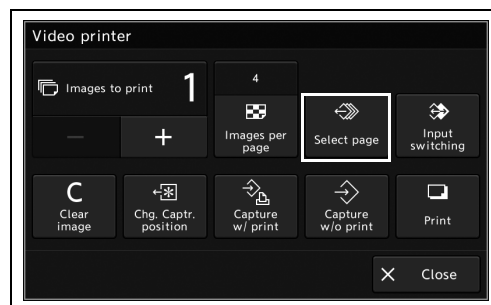 Video printer
Images to print 1
4
Images per
page
Select page
Input
switching
C
Clear
image
Chg. Captr.
position
Capture
w/ print
Capture
w/o print
Print
Close